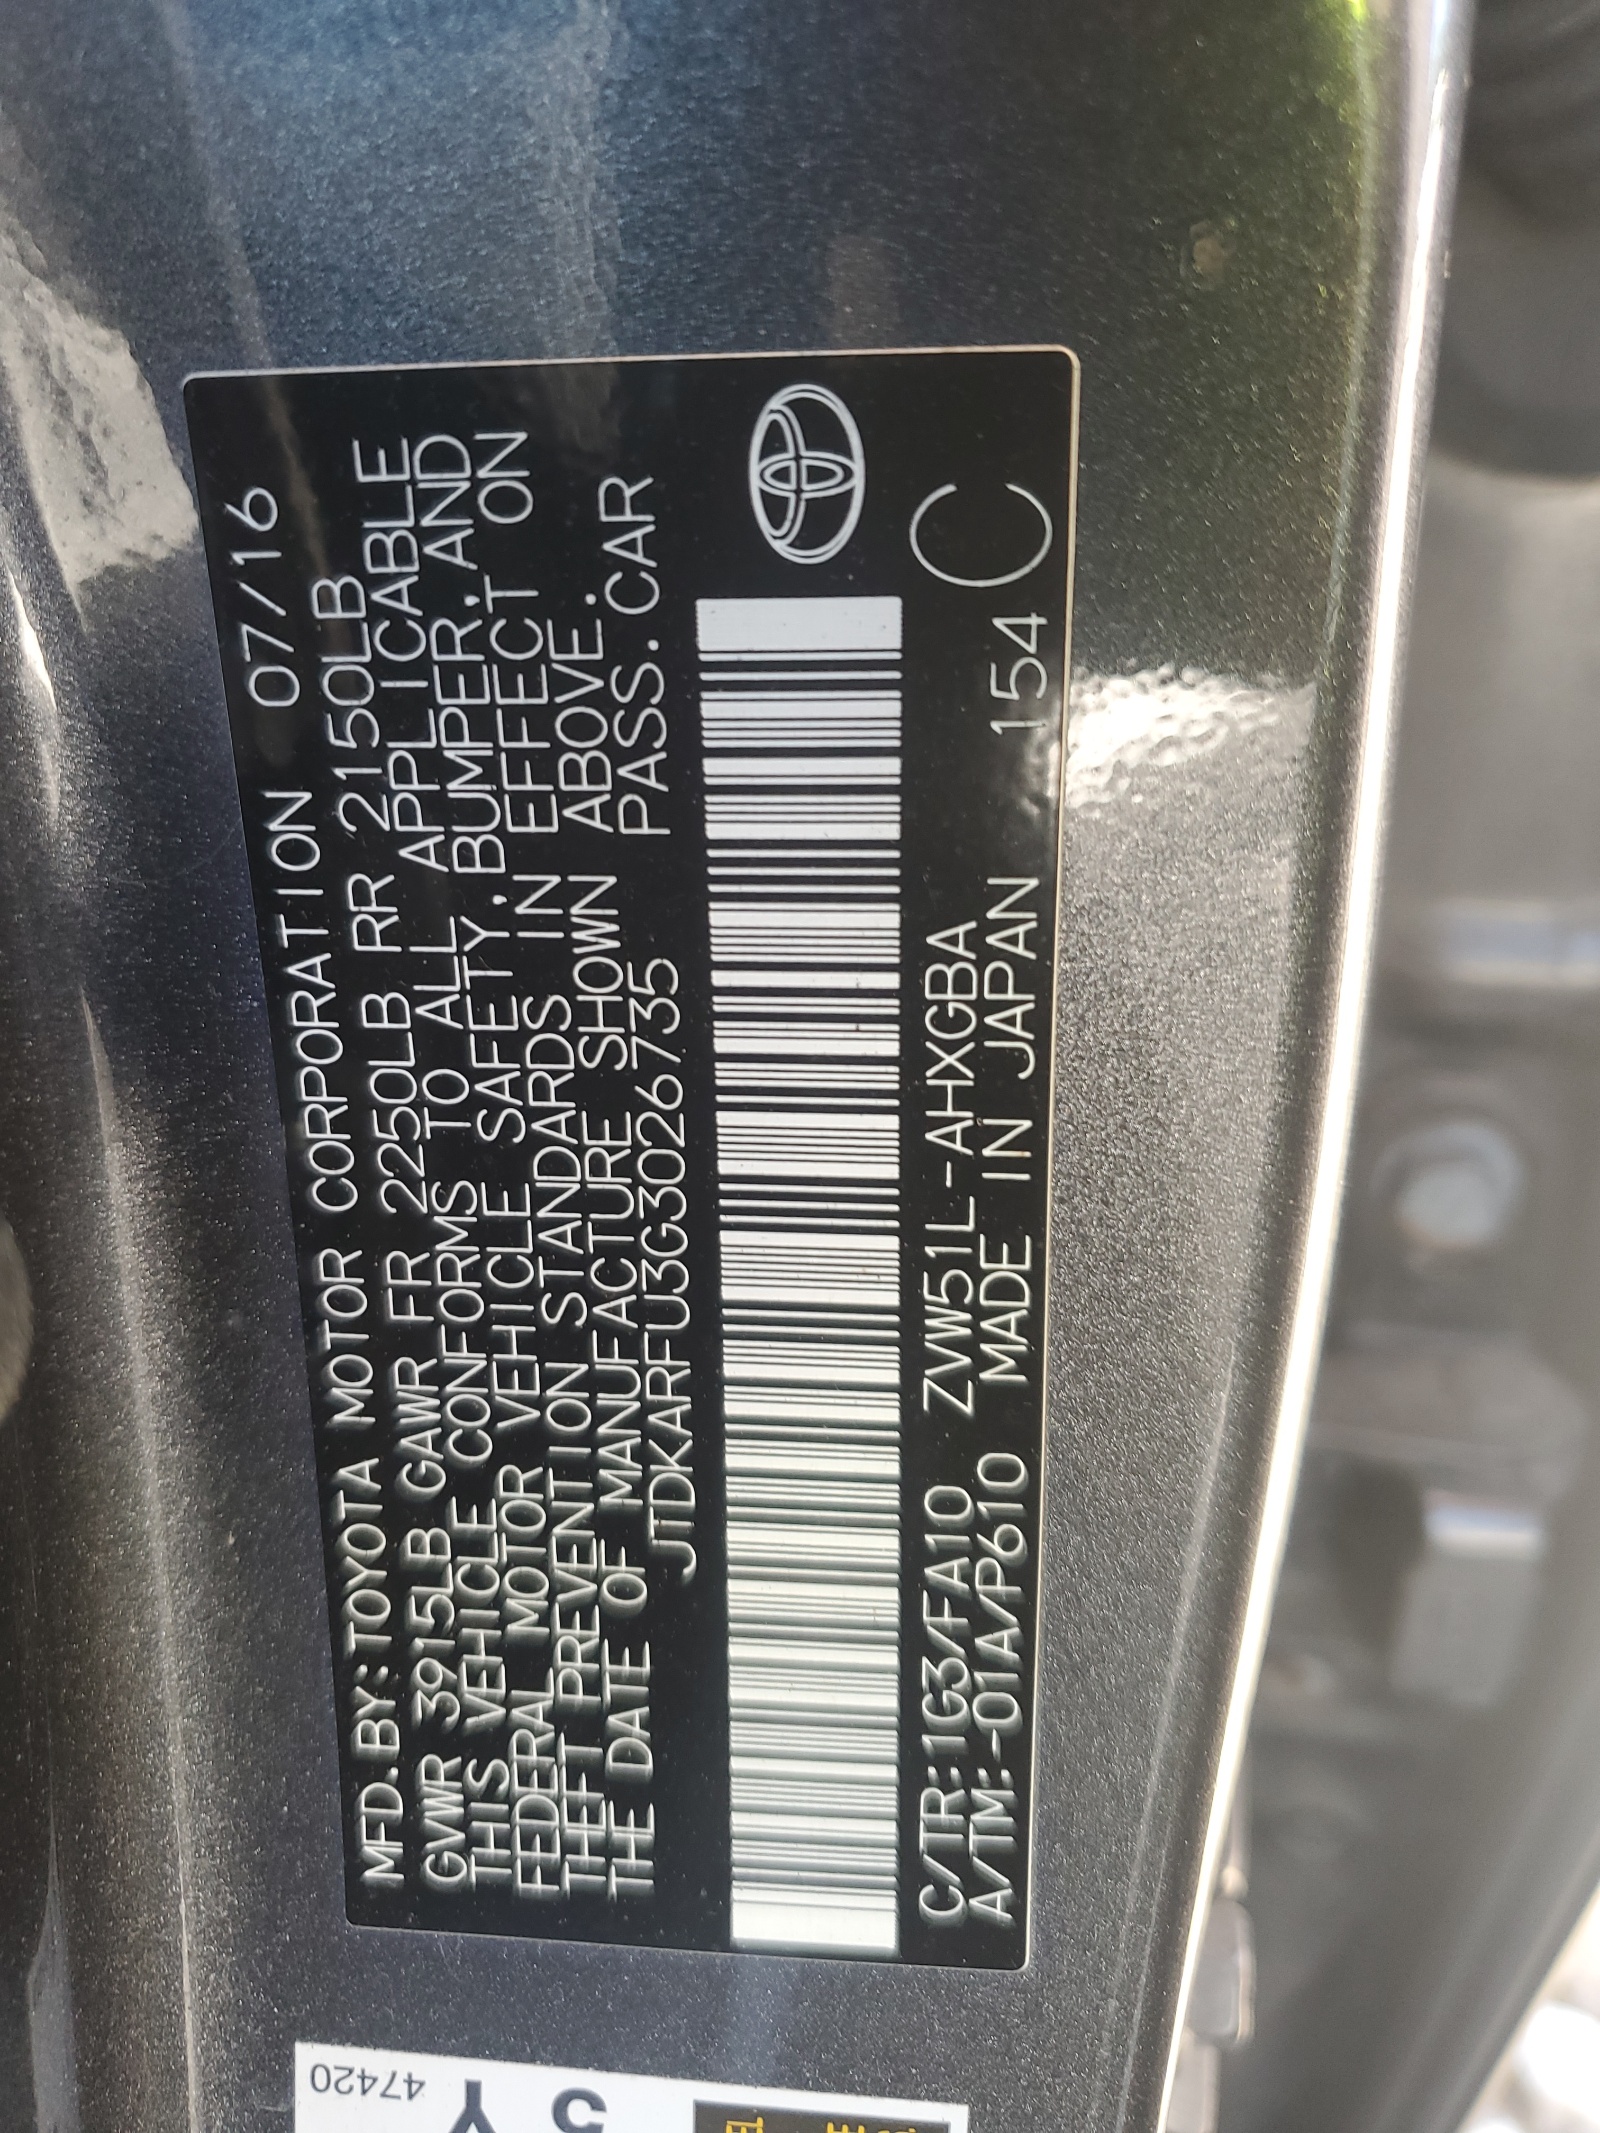 MFD.BY:TOYOTA MOTOR CORPORATION 07/16
GVWR 3915LB GAWR FR 2250LB RR 2150LB
THIS VEHICLE CONFORMS TO ALL APPLICABLE
FEDERAL MOTOR VEHICLE SAFETY,BUMPER,AND
THEFT PREVENTION STANDARDS IN EFFECT ON
THE DATE OF MANUFACTURE SHOWN ABOVE.
JTDKARFU3G3026735 PASS.CAR
C/TR:1G3/FA10 ZVW51L-AHXGBA 154
A/TM:-01A/P610 MADE IN JAPAN C
47420
5Y